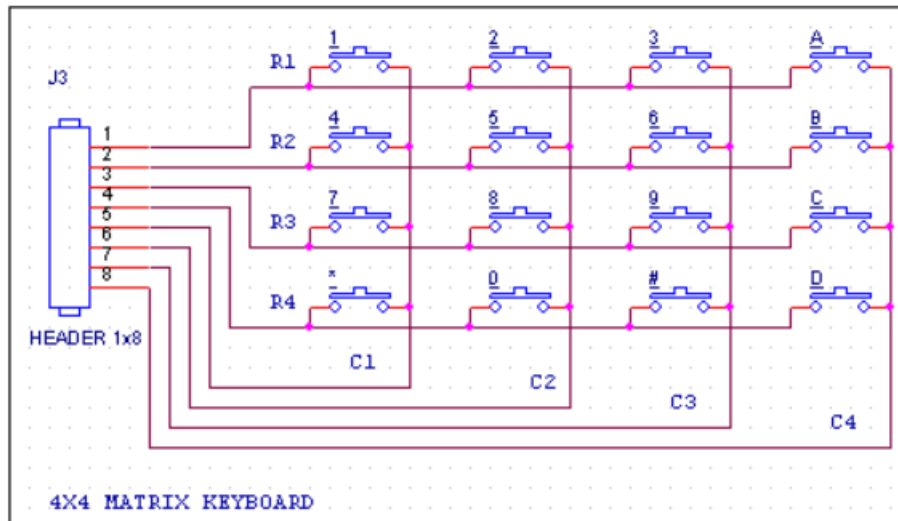 1 2 3 A
R1
J3
1
2
3
4
5
6
7
8
4 5 6 B
R2
7 8 9 C
R3
* 0 # D
R4
HEADER 1x8
C1
C2
C3
C4
4X4 MATRIX KEYBOARD